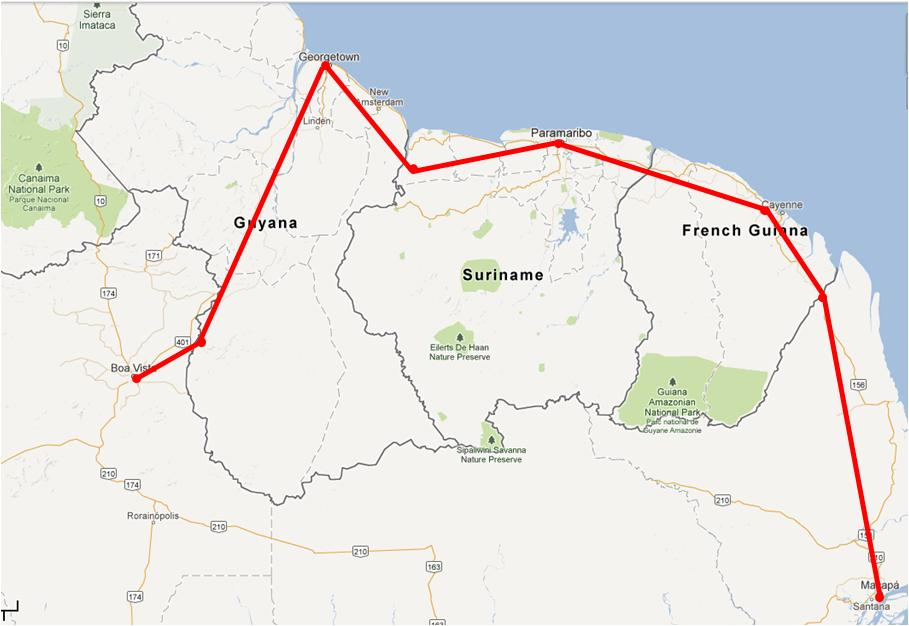 Sierra
Imataca
10
Georgetown
New
Amsterdam
Linden
Paramaribo
Canaima
National Park
Parque Nacional
Canaima
10
Cayenne
Guyana
French Guiana
171
Suriname
174
401
Eilerts De Haan
Nature Preserve
Boa Vista
Guiana
Amazonian
National Park
Parc national de
Guyane Amazonie
156
Sipaliwini Savanna
Nature Preserve
210
174
210
Rorainópolis
210
210
163
174
Macapá
Santana
163